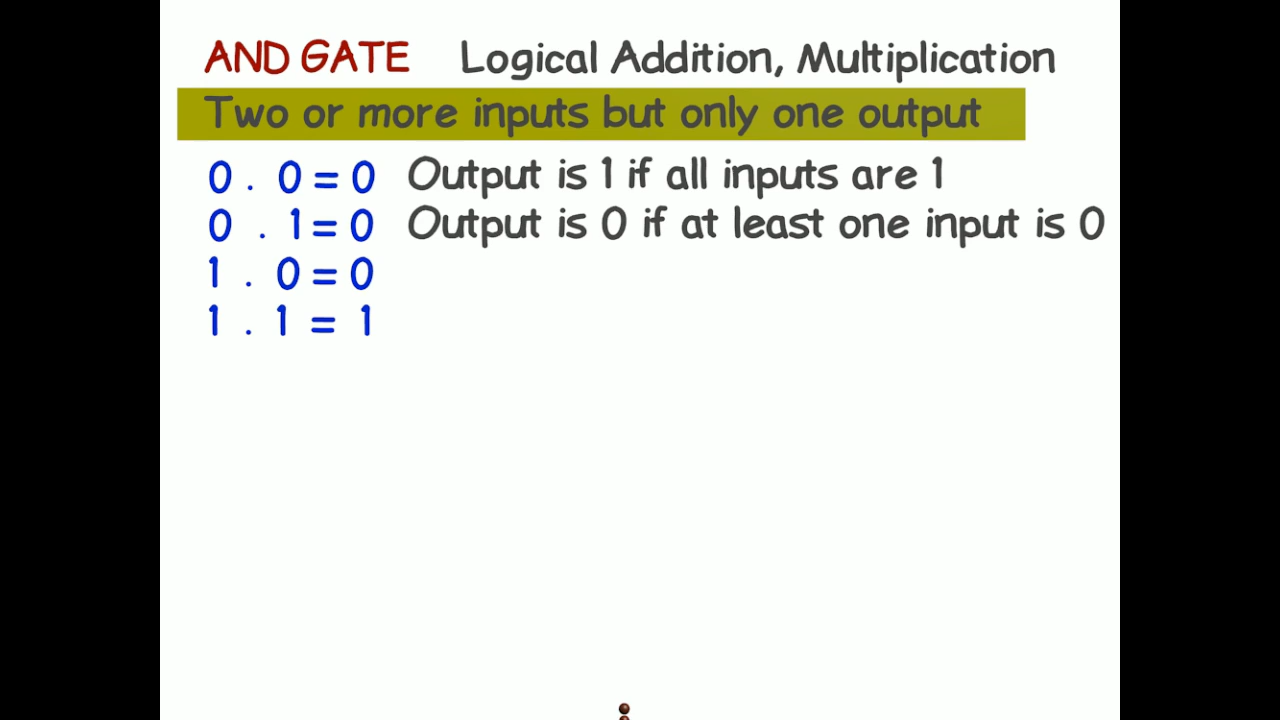 AND GATE Logical Addition, Multiplication
Two or more inputs but only one output
0 . 0 = 0 Output is 1 if all inputs are 1
0 . 1 = 0 Output is 0 if at least one input is 0
1 . 0 = 0
1 . 1 = 1